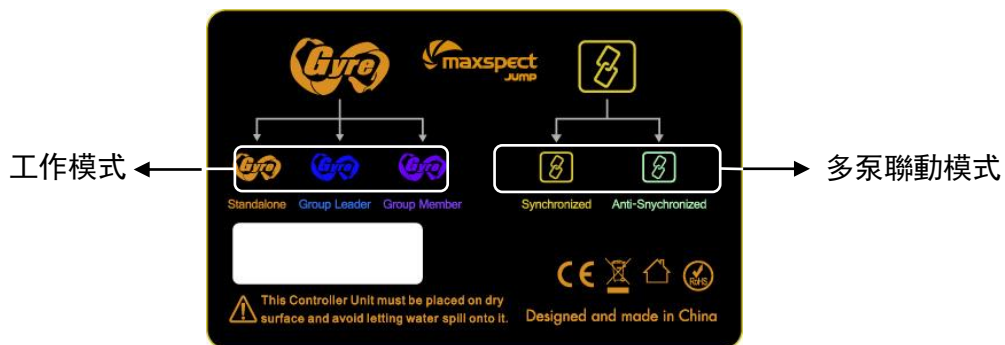 Gyre
maxspect
JUMP
工作模式
Gyre
Gyre
Gyre
多泵聯動模式
Standalone
Group Leader
Group Member
Synchronized
Anti-Snychronized
This Controller Unit must be placed on dry
surface and avoid letting water spill onto it.
CE
RoHS
Designed and made in China